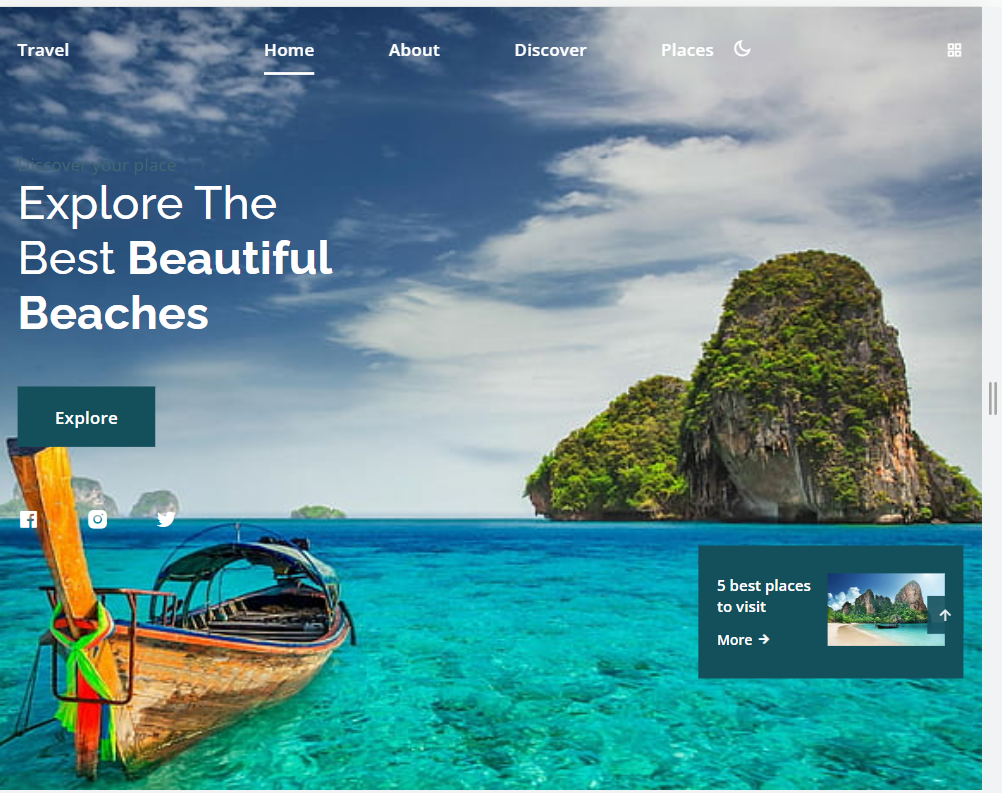 Travel
Home
About
Discover
Places
Discover your place
Explore The
Best Beautiful
Beaches
Explore
5 best places
to visit
More